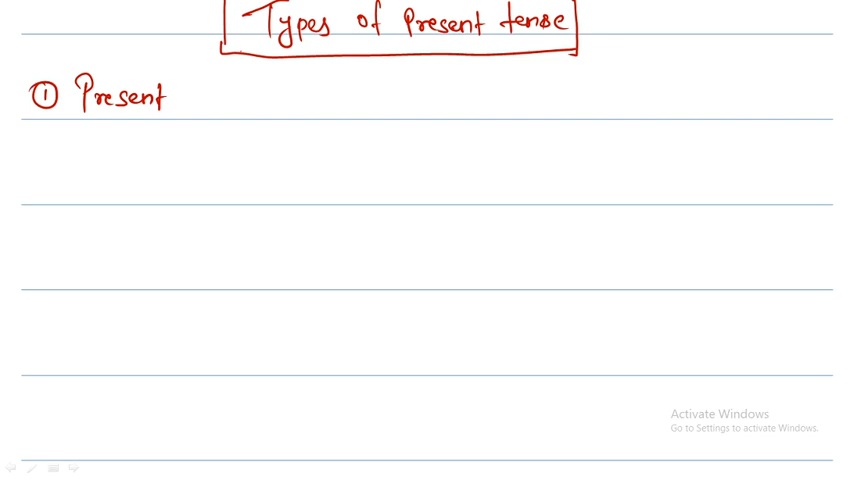 Types of Present tense
① Present
Activate Windows
Go to Settings to activate Windows.